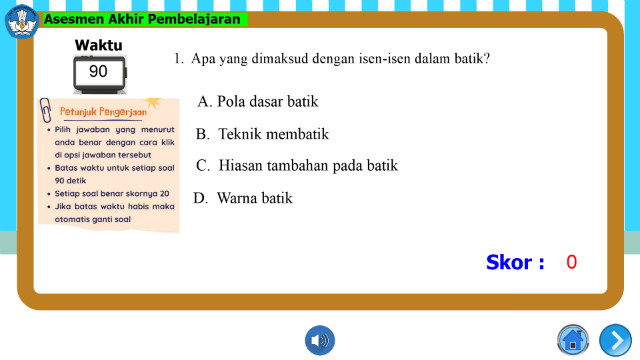 Asesmen Akhir Pembelajaran
Waktu
90
Petunjuk Pengerjaan
• Pilih jawaban yang menurut
anda benar dengan cara klik
di opsi jawaban tersebut
• Batas waktu untuk setiap soal
90 detik
• Setiap soal benar skornya 20
• Jika batas waktu habis maka
otomatis ganti soal
1. Apa yang dimaksud dengan isen-isen dalam batik?
A. Pola dasar batik
B. Teknik membatik
C. Hiasan tambahan pada batik
D. Warna batik
Skor : 0